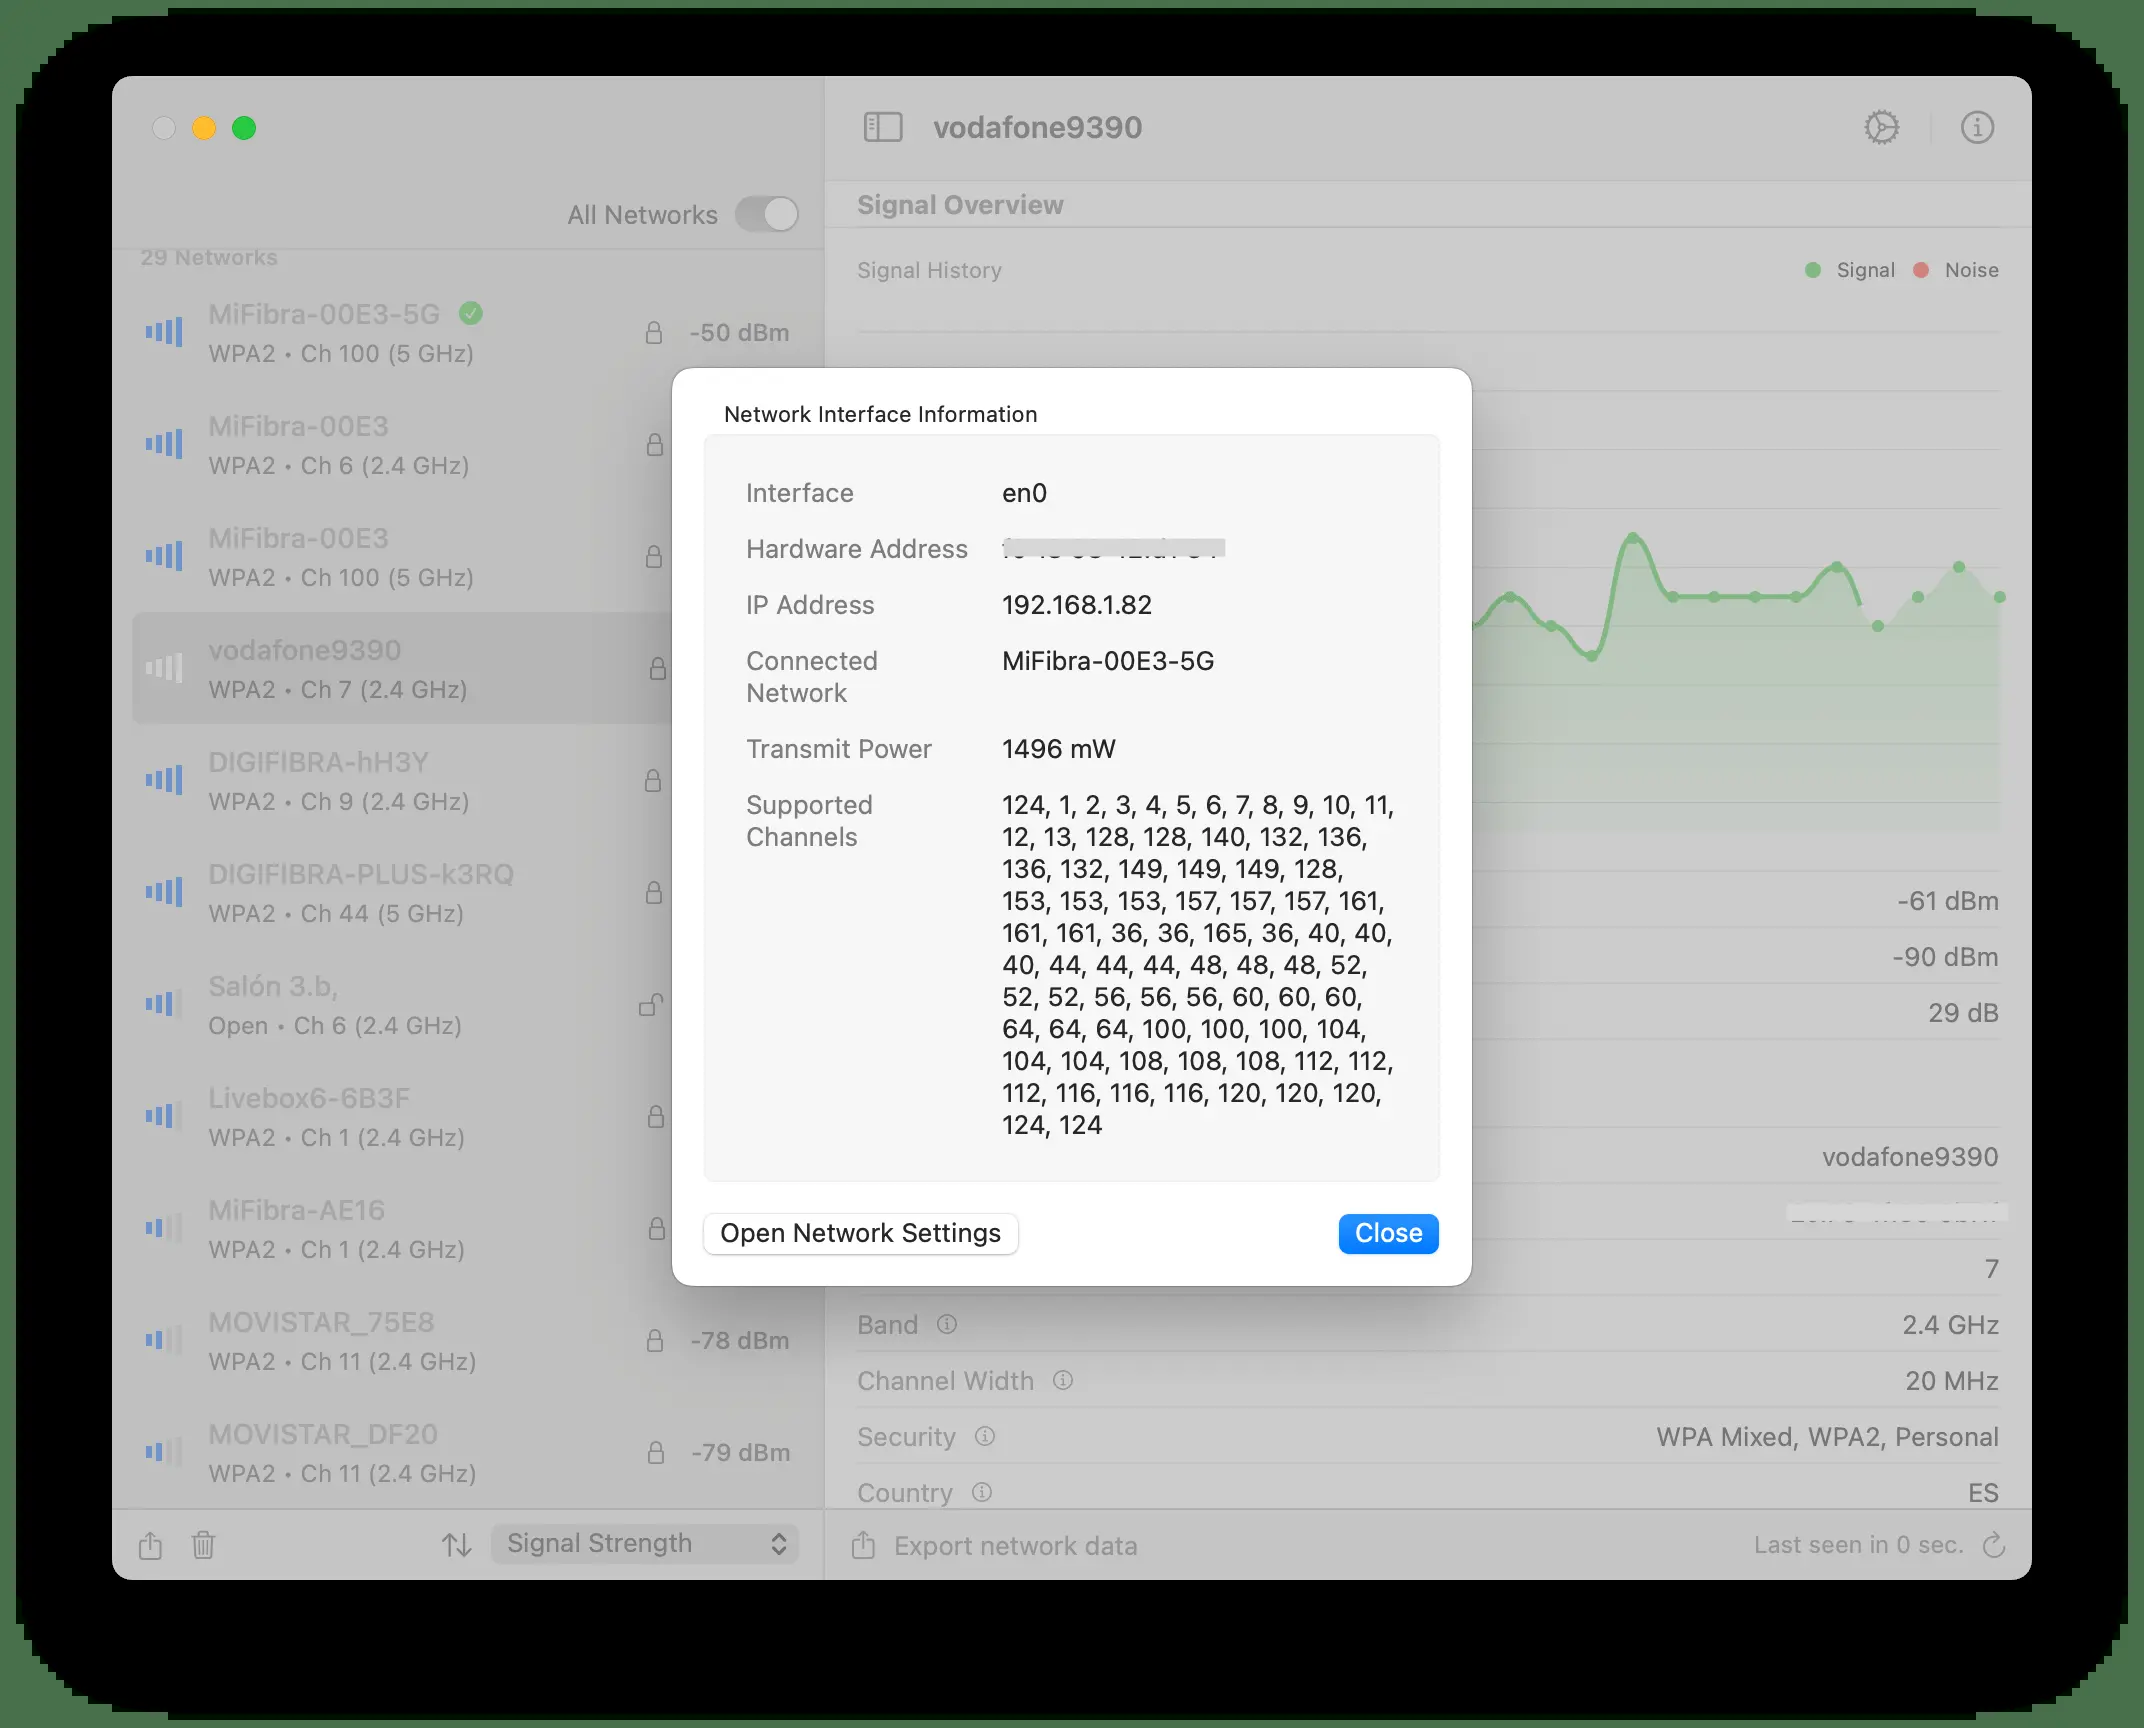 vodafone9390
All Networks
Signal Overview
29 Networks
Signal History
Signal
Noise
MiFibra-00E3-5G
WPA2 • Ch 100 (5 GHz)
-50 dBm
MiFibra-00E3
WPA2 • Ch 6 (2.4 GHz)
MiFibra-00E3
WPA2 • Ch 100 (5 GHz)
vodafone9390
WPA2 • Ch 7 (2.4 GHz)
DIGIFIBRA-hH3Y
WPA2 • Ch 9 (2.4 GHz)
DIGIFIBRA-PLUS-k3RQ
WPA2 • Ch 44 (5 GHz)
Salón 3.b,
Open • Ch 6 (2.4 GHz)
Livebox6-6B3F
WPA2 • Ch 1 (2.4 GHz)
MiFibra-AE16
WPA2 • Ch 1 (2.4 GHz)
MOVISTAR_75E8
WPA2 • Ch 11 (2.4 GHz)
-78 dBm
MOVISTAR_DF20
WPA2 • Ch 11 (2.4 GHz)
-79 dBm
Signal Strength
Network Interface Information
Interface
en0
Hardware Address
IP Address
192.168.1.82
Connected
Network
MiFibra-00E3-5G
Transmit Power
1496 mW
Supported
Channels
124, 1, 2, 3, 4, 5, 6, 7, 8, 9, 10, 11,
12, 13, 128, 128, 140, 132, 136,
136, 132, 149, 149, 149, 128,
153, 153, 153, 157, 157, 157, 161,
161, 161, 36, 36, 165, 36, 40, 40,
40, 44, 44, 44, 48, 48, 48, 52,
52, 52, 56, 56, 56, 60, 60, 60,
64, 64, 64, 100, 100, 100, 104,
104, 104, 108, 108, 108, 112, 112,
112, 116, 116, 116, 120, 120, 120,
124, 124
Open Network Settings
Close
-61 dBm
-90 dBm
29 dB
vodafone9390
7
Band
2.4 GHz
Channel Width
20 MHz
Security
WPA Mixed, WPA2, Personal
Country
ES
Export network data
Last seen in 0 sec.